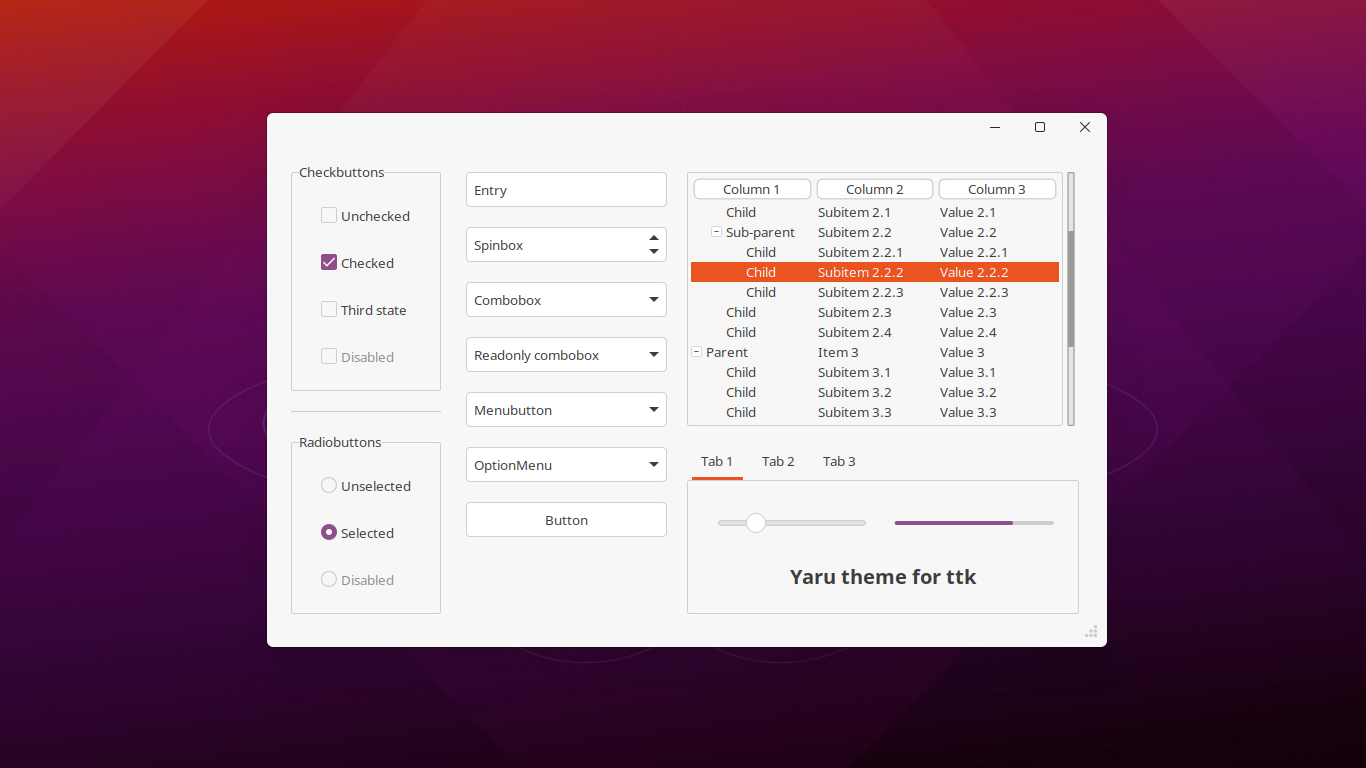 Checkbuttons
Unchecked
Checked
Third state
Disabled
Radiobuttons
Unselected
Selected
Disabled
Entry
Spinbox
Combobox
Readonly combobox
Menubutton
OptionMenu
Button
Column 1 Column 2 Column 3
Child Subitem 2.1 Value 2.1
Sub-parent Subitem 2.2 Value 2.2
Child Subitem 2.2.1 Value 2.2.1
Child Subitem 2.2.2 Value 2.2.2
Child Subitem 2.2.3 Value 2.2.3
Child Subitem 2.3 Value 2.3
Child Subitem 2.4 Value 2.4
Parent Item 3 Value 3
Child Subitem 3.1 Value 3.1
Child Subitem 3.2 Value 3.2
Child Subitem 3.3 Value 3.3
Tab 1 Tab 2 Tab 3
Yaru theme for ttk